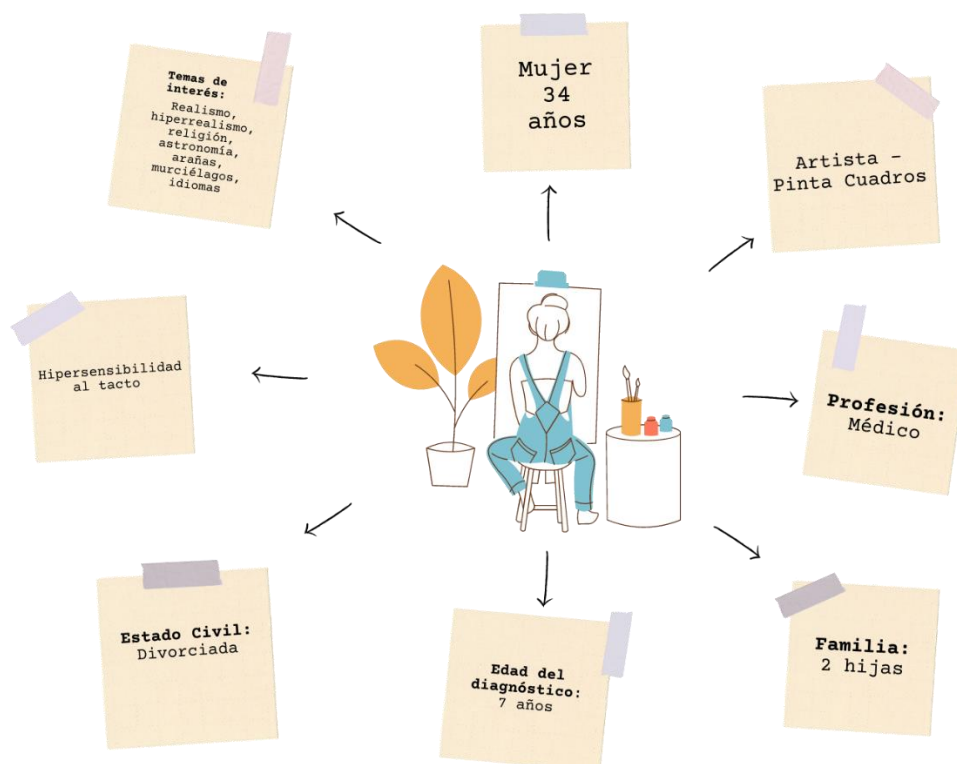 Temas de
interés:
Realismo,
hiperrealismo,
religión,
astronomía,
arañas,
murciélagos,
idiomas
Mujer
34
años
Artista –
Pinta Cuadros
Hipersensibilidad
al tacto
Profesión:
Médico
Estado Civil:
Divorciada
Edad del
diagnóstico:
7 años
Familia:
2 hijas